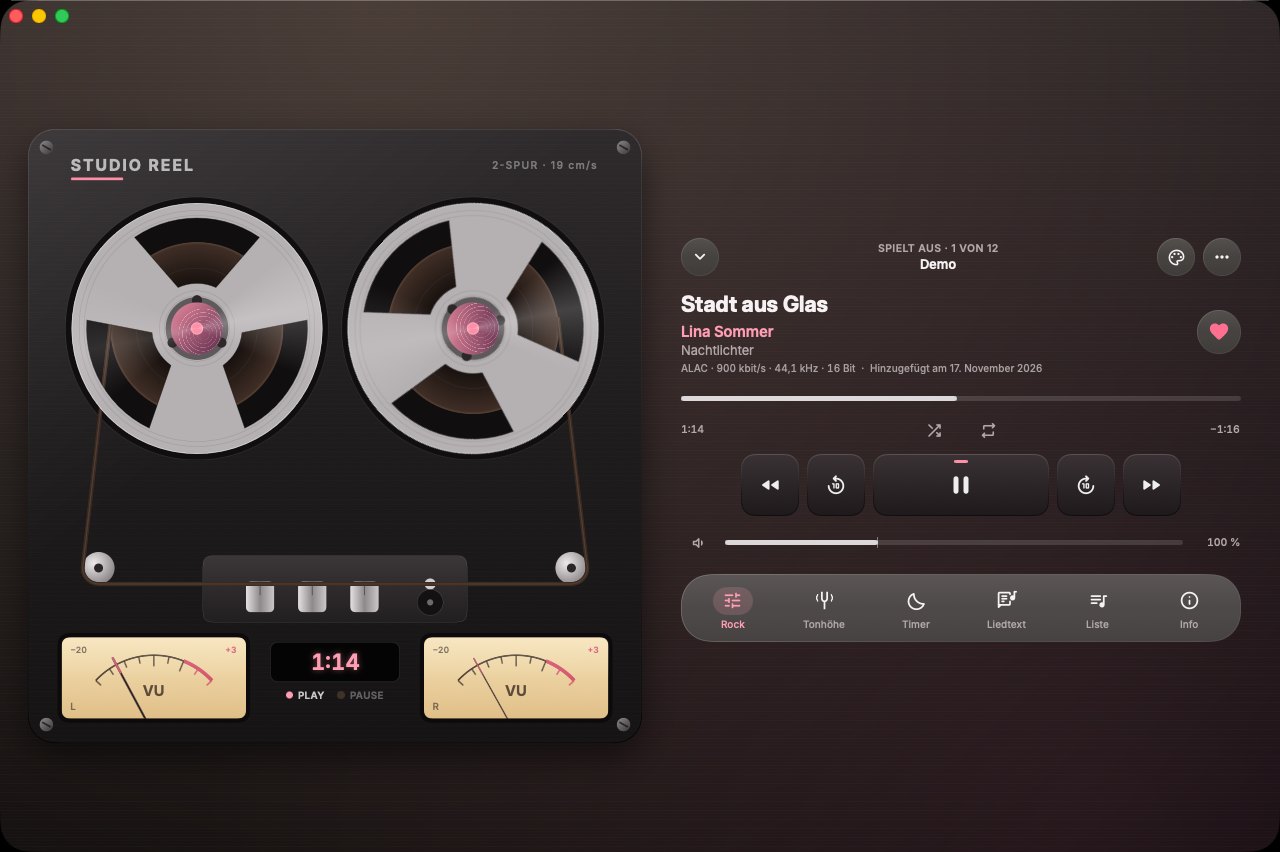 STUDIO REEL
2-SPUR · 19 cm/s
SPIELT AUS · 1 VON 12
Demo
Stadt aus Glas
Lina Sommer
Nachtlichter
ALAC · 900 kbit/s · 44,1 kHz · 16 Bit · Hinzugefügt am 17. November 2026
1:14
−1:16
10
10
100 %
Rock
Tonhöhe
Timer
Liedtext
Liste
Info
−20
+3
VU
L
1:14
PLAY
PAUSE
−20
+3
VU
R